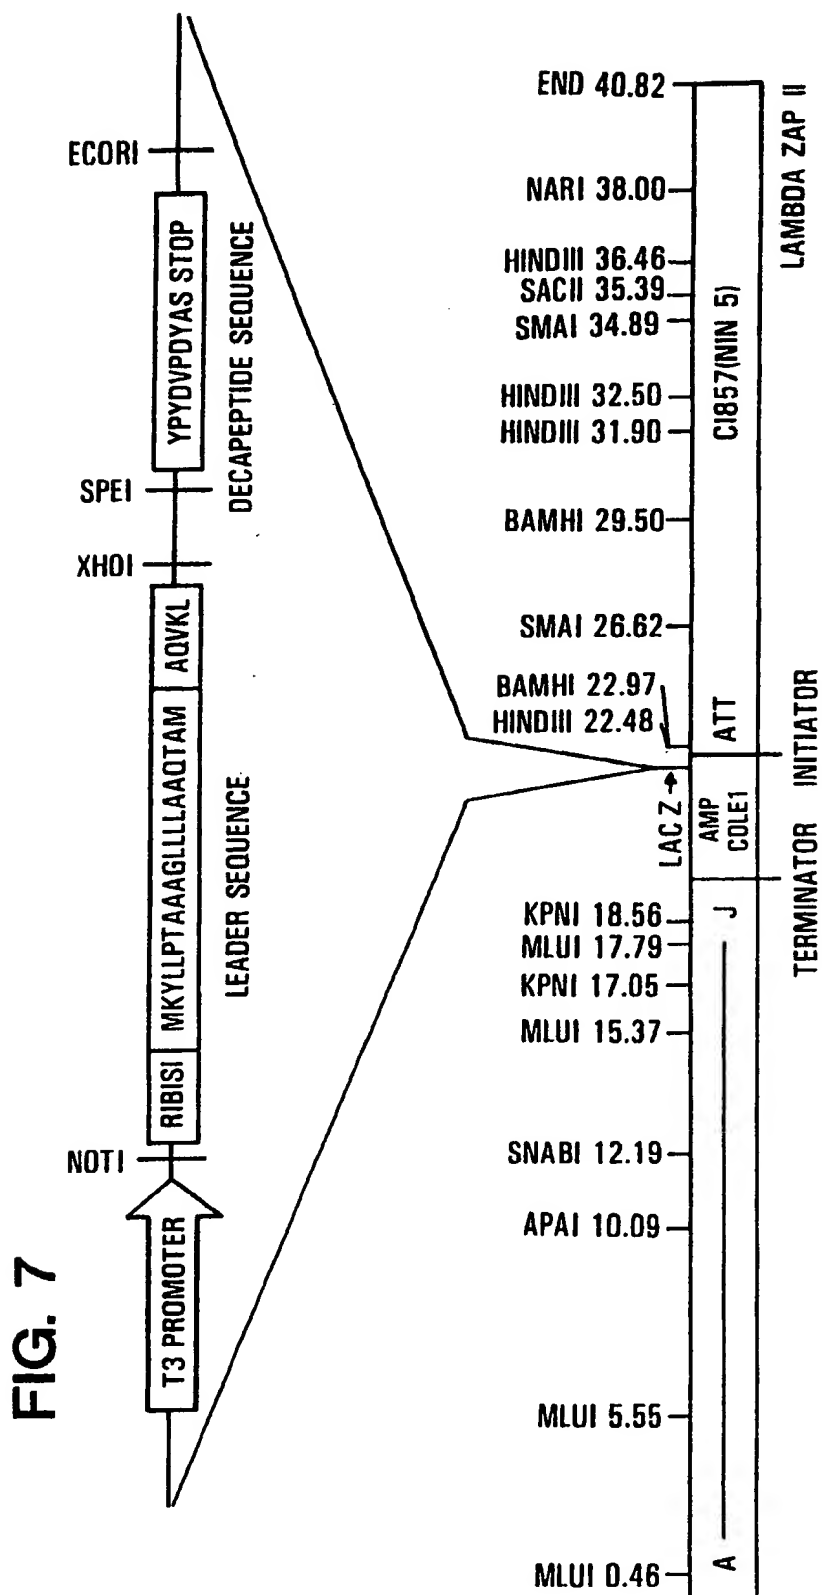 FIG. 7
T3 PROMOTER
NOTI
RIBISI
MKYLLPTAAAGLLLLAAQTAM
AQVKL
LEADER SEQUENCE
XHOI
SPEI
YPYDVPDYAS STOP
DECAPEPTIDE SEQUENCE
ECORI
END 40.82
NARI 38.00
HINDIII 36.46
SACII 35.39
SMAI 34.89
HINDIII 32.50
HINDIII 31.90
BAMHI 29.50
SMAI 26.62
BAMHI 22.97
HINDIII 22.48
LAC Z
KPNI 18.56
MLUI 17.79
KPNI 17.05
MLUI 15.37
SNABI 12.19
APAI 10.09
MLUI 5.55
MLUI 0.46
A
J
AMP
COLE1
ATT
CI857(NIN 5)
TERMINATOR
INITIATOR
LAMBDA ZAP II